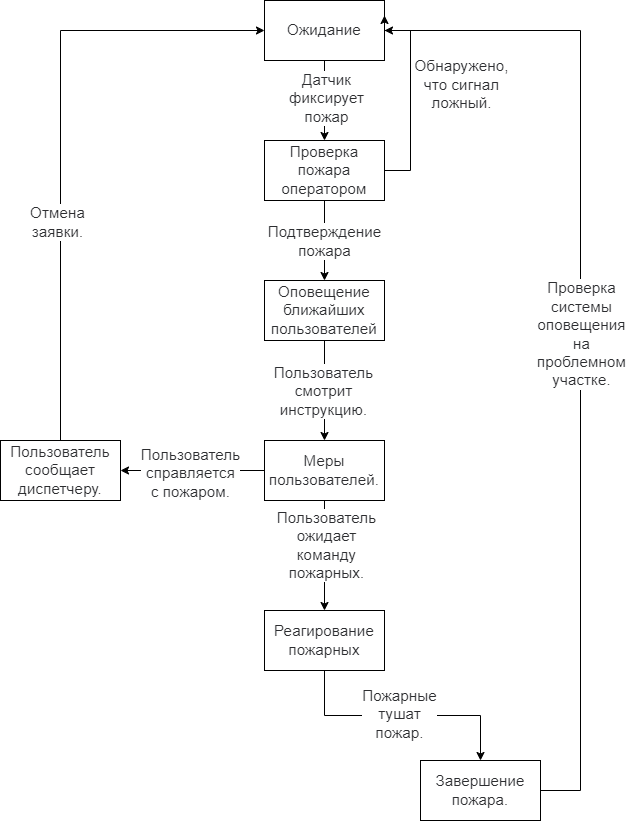 Ожидание
Обнаружено,
что сигнал
ложный.
Датчик
фиксирует
пожар
Проверка
пожара
оператором
Отмена
заявки.
Подтверждение
пожара
Оповещение
ближайших
пользователей
Проверка
системы
оповещения
на
проблемном
участке.
Пользователь
смотрит
инструкцию.
Пользователь
сообщает
диспетчеру.
Пользователь
справляется
с пожаром.
Меры
пользователей.
Пользователь
ожидает
команду
пожарных.
Реагирование
пожарных
Пожарные
тушат
пожар.
Завершение
пожара.